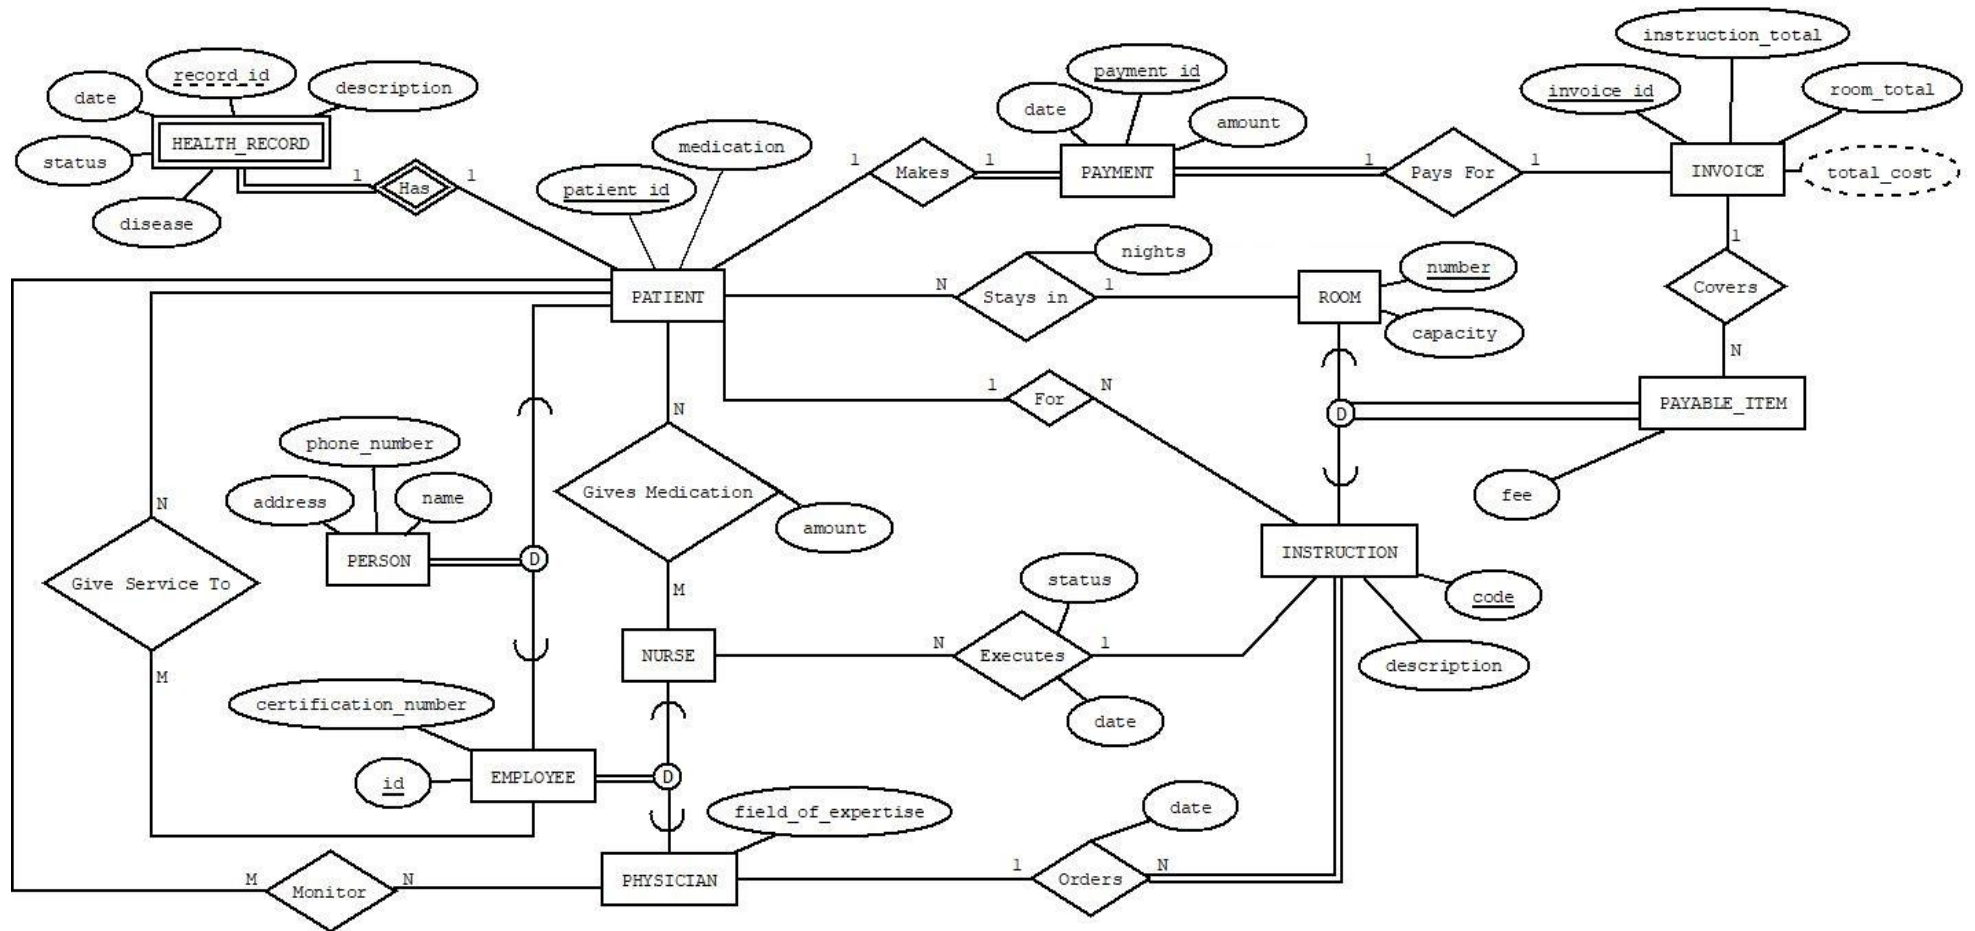 instruction_total
record_id
payment_id
description
date
invoice_id
room_total
date
amount
HEALTH_RECORD
medication
status
1
Has
1
patient_id
1
Makes
1
PAYMENT
1
Pays For
1
INVOICE
total_cost
disease
nights
number
1
PATIENT
N
Stays in
1
ROOM
Covers
capacity
N
1
For
N
N
D
PAYABLE_ITEM
phone_number
address
name
Gives Medication
fee
N
amount
PERSON
D
INSTRUCTION
Give Service To
status
code
M
NURSE
N
Executes
1
description
M
certification_number
date
id
EMPLOYEE
D
field_of_expertise
date
M
Monitor
N
PHYSICIAN
1
Orders
N